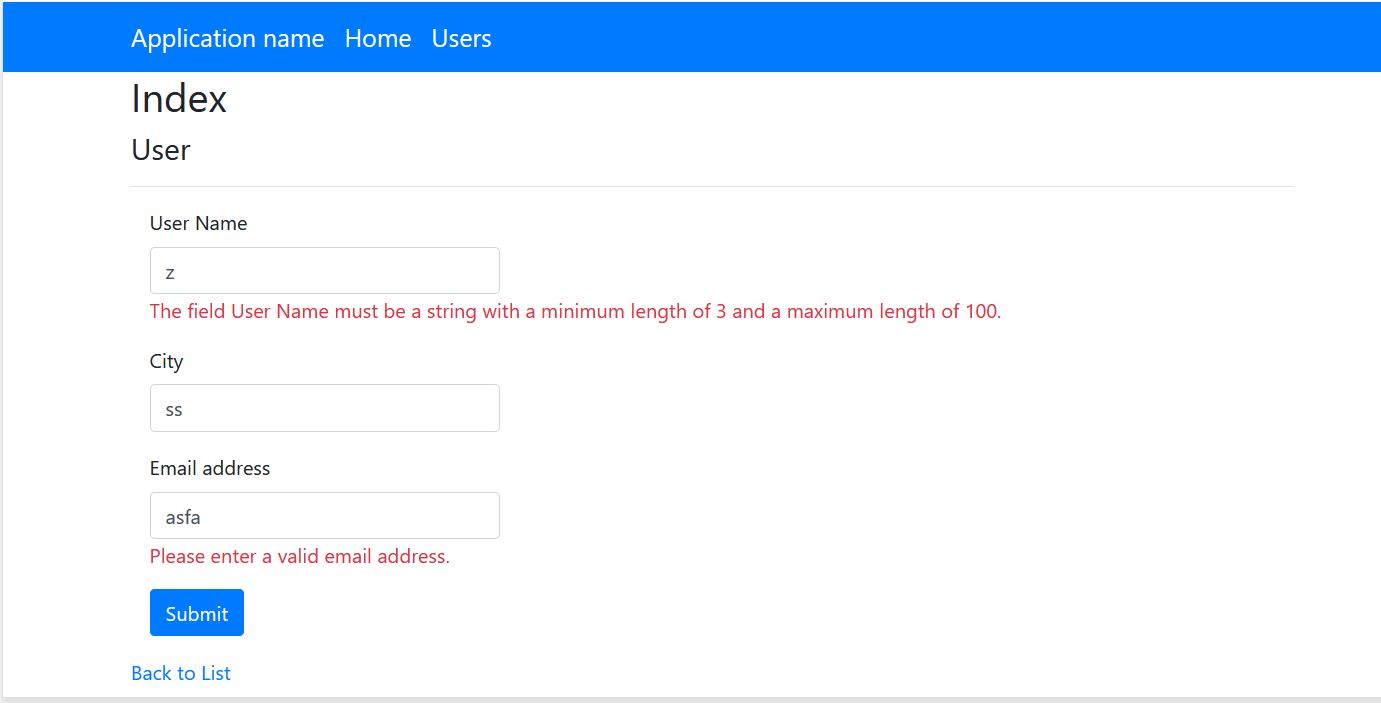 Application name Home Users
Index
User
User Name
z
The field User Name must be a string with a minimum length of 3 and a maximum length of 100.
City
ss
Email address
asfa
Please enter a valid email address.
Submit
Back to List